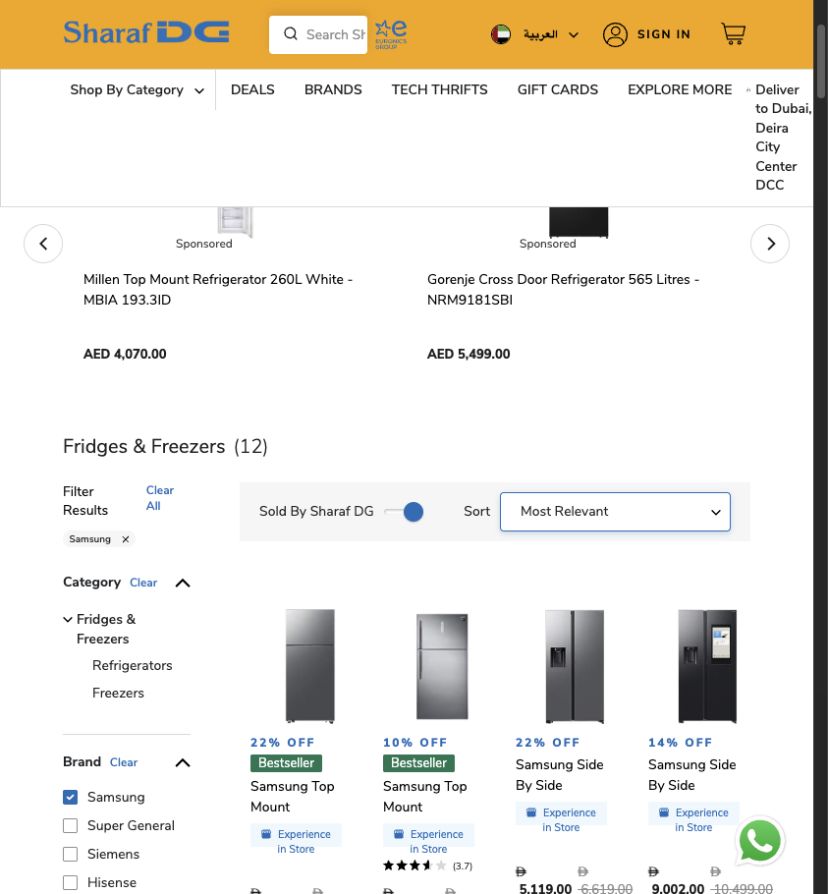 Sharaf DG
Search Sh
EURONICS
GROUP
العربية
SIGN IN
Shop By Category
DEALS
BRANDS
TECH THRIFTS
GIFT CARDS
EXPLORE MORE
Deliver
to Dubai,
Deira
City
Center
DCC
Sponsored
Sponsored
Millen Top Mount Refrigerator 260L White -
MBIA 193.3ID
Gorenje Cross Door Refrigerator 565 Litres -
NRM9181SBI
AED 4,070.00
AED 5,499.00
Fridges & Freezers (12)
Filter
Results
Clear
All
Samsung
Sold By Sharaf DG
Sort
Most Relevant
Category Clear
Fridges &
Freezers
Refrigerators
Freezers
Brand Clear
Samsung
Super General
Siemens
Hisense
22% OFF
Bestseller
Samsung Top
Mount
Experience
in Store
10% OFF
Bestseller
Samsung Top
Mount
Experience
in Store
(3.7)
22% OFF
Samsung Side
By Side
Experience
in Store
5,119.00 6,619.00
14% OFF
Samsung Side
By Side
Experience
in Store
9,002.00 10,499.00